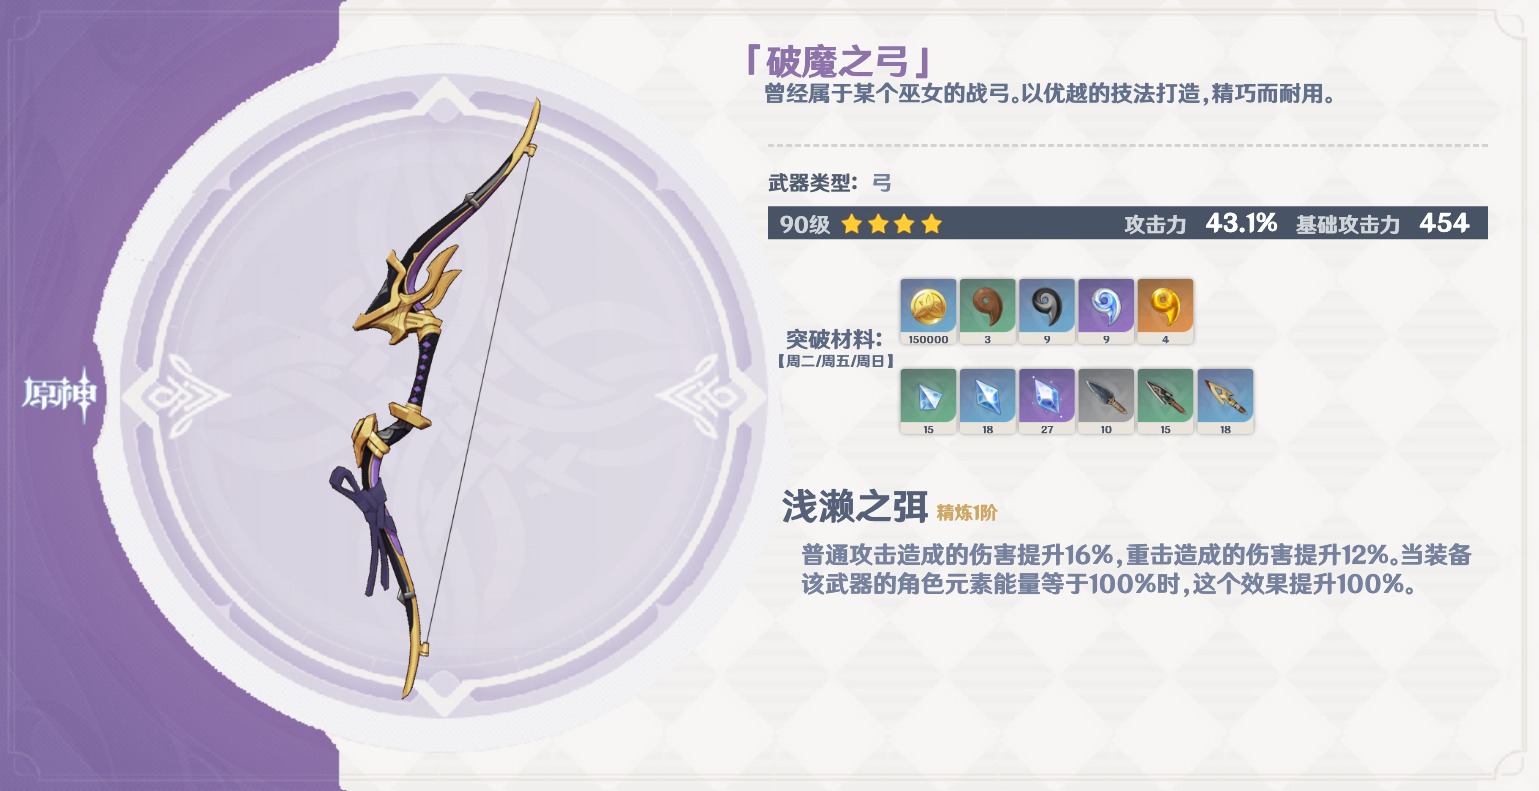 「破魔之弓」
曾经属于某个巫女的战弓。以优越的技法打造,精巧而耐用。
武器类型: 弓
90级 攻击力 43.1% 基础攻击力 454
150000 3 9 9 4
突破材料:
【周二/周五/周日】
原神
15 18 27 10 15 18
浅濑之弭 精炼1阶
普通攻击造成的伤害提升16%,重击造成的伤害提升12%。当装备
该武器的角色元素能量等于100%时,这个效果提升100%。